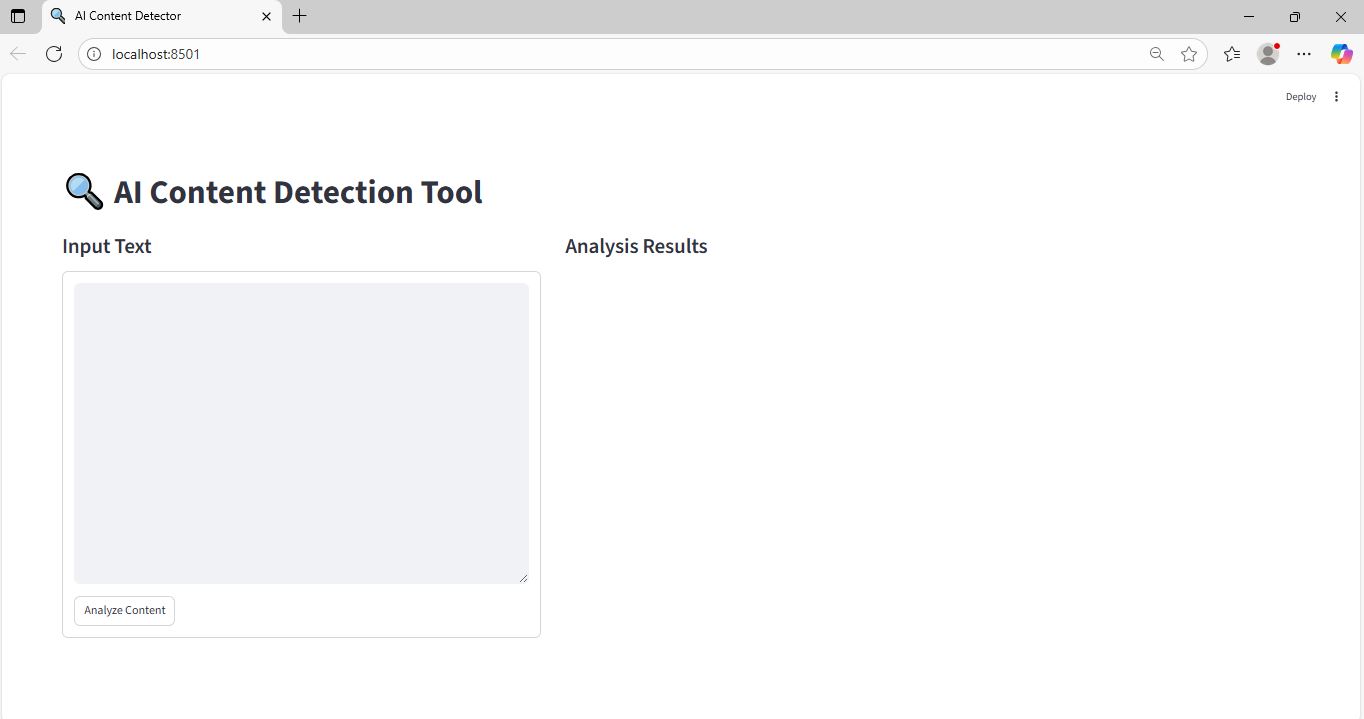 AI Content Detector
localhost:8501
Deploy
AI Content Detection Tool
Input Text
Analysis Results
Analyze Content